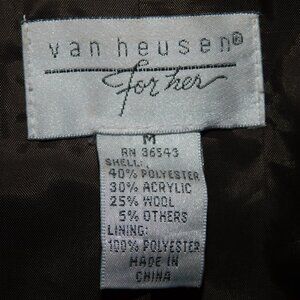 van heusen®
for her
M
RN 36543
SHELL:
40% POLYESTER
30% ACRYLIC
25% WOOL
5% OTHERS
LINING:
100% POLYESTER
MADE IN
CHINA